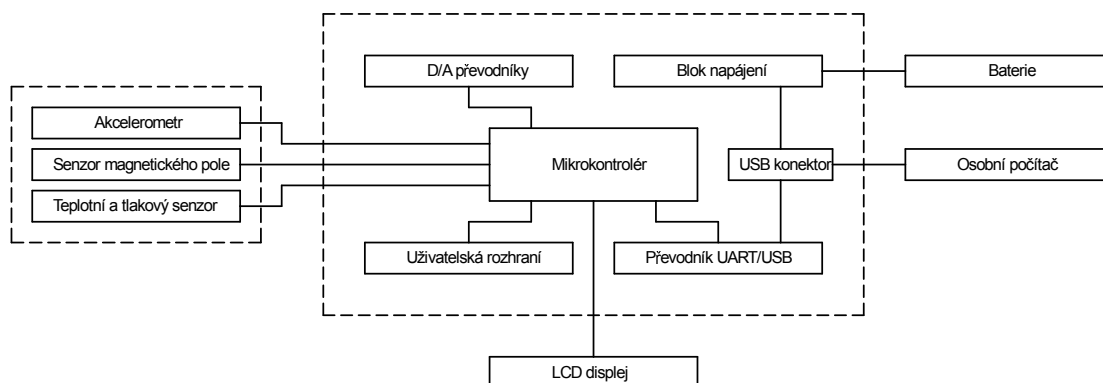 D/A převodníky
Blok napájení
Baterie
Akcelerometr
Senzor magnetického pole
Mikrokontrolér
USB konektor
Osobní počítač
Teplotní a tlakový senzor
Uživatelská rozhraní
Převodník UART/USB
LCD displej